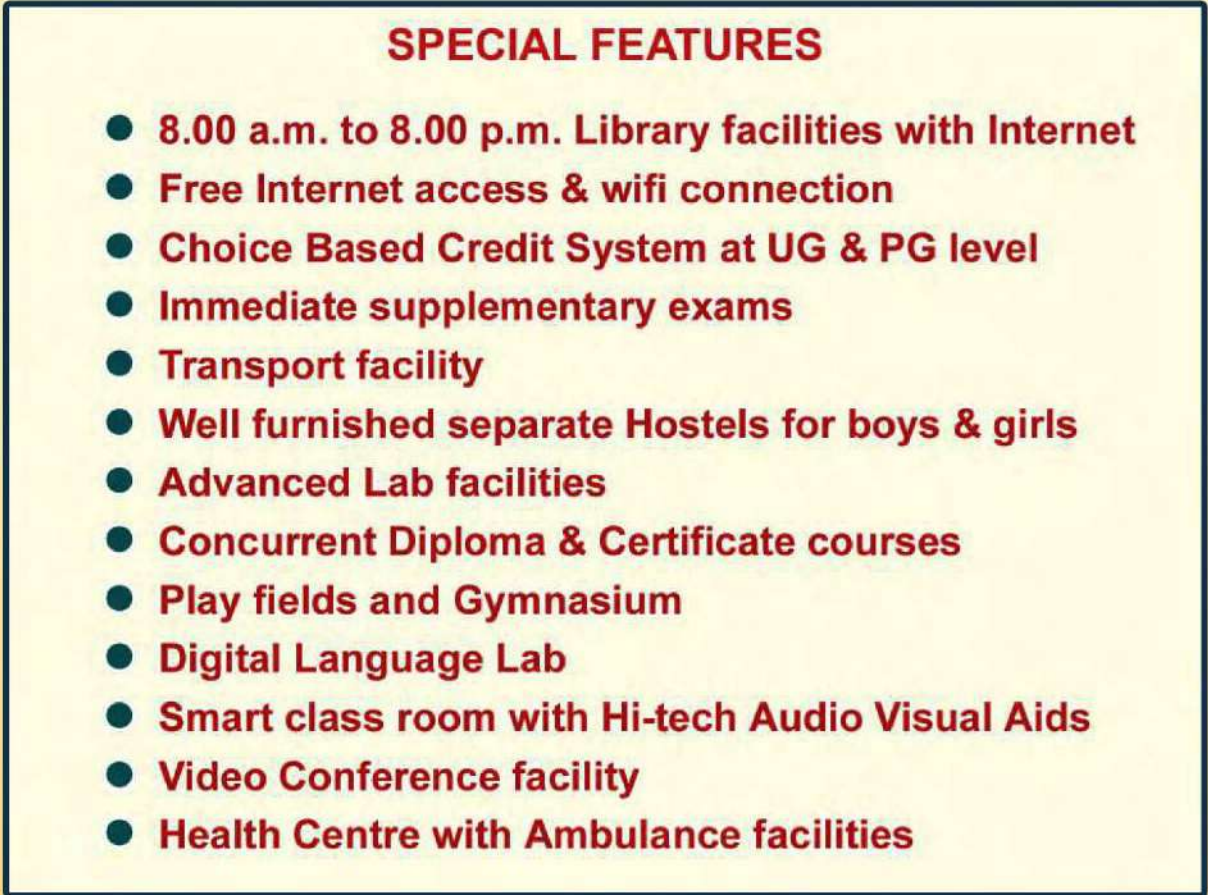 SPECIAL FEATURES
● 8.00 a.m. to 8.00 p.m. Library facilities with Internet
● Free Internet access & wifi connection
● Choice Based Credit System at UG & PG level
● Immediate supplementary exams
● Transport facility
● Well furnished separate Hostels for boys & girls
● Advanced Lab facilities
● Concurrent Diploma & Certificate courses
● Play fields and Gymnasium
● Digital Language Lab
● Smart class room with Hi-tech Audio Visual Aids
● Video Conference facility
● Health Centre with Ambulance facilities